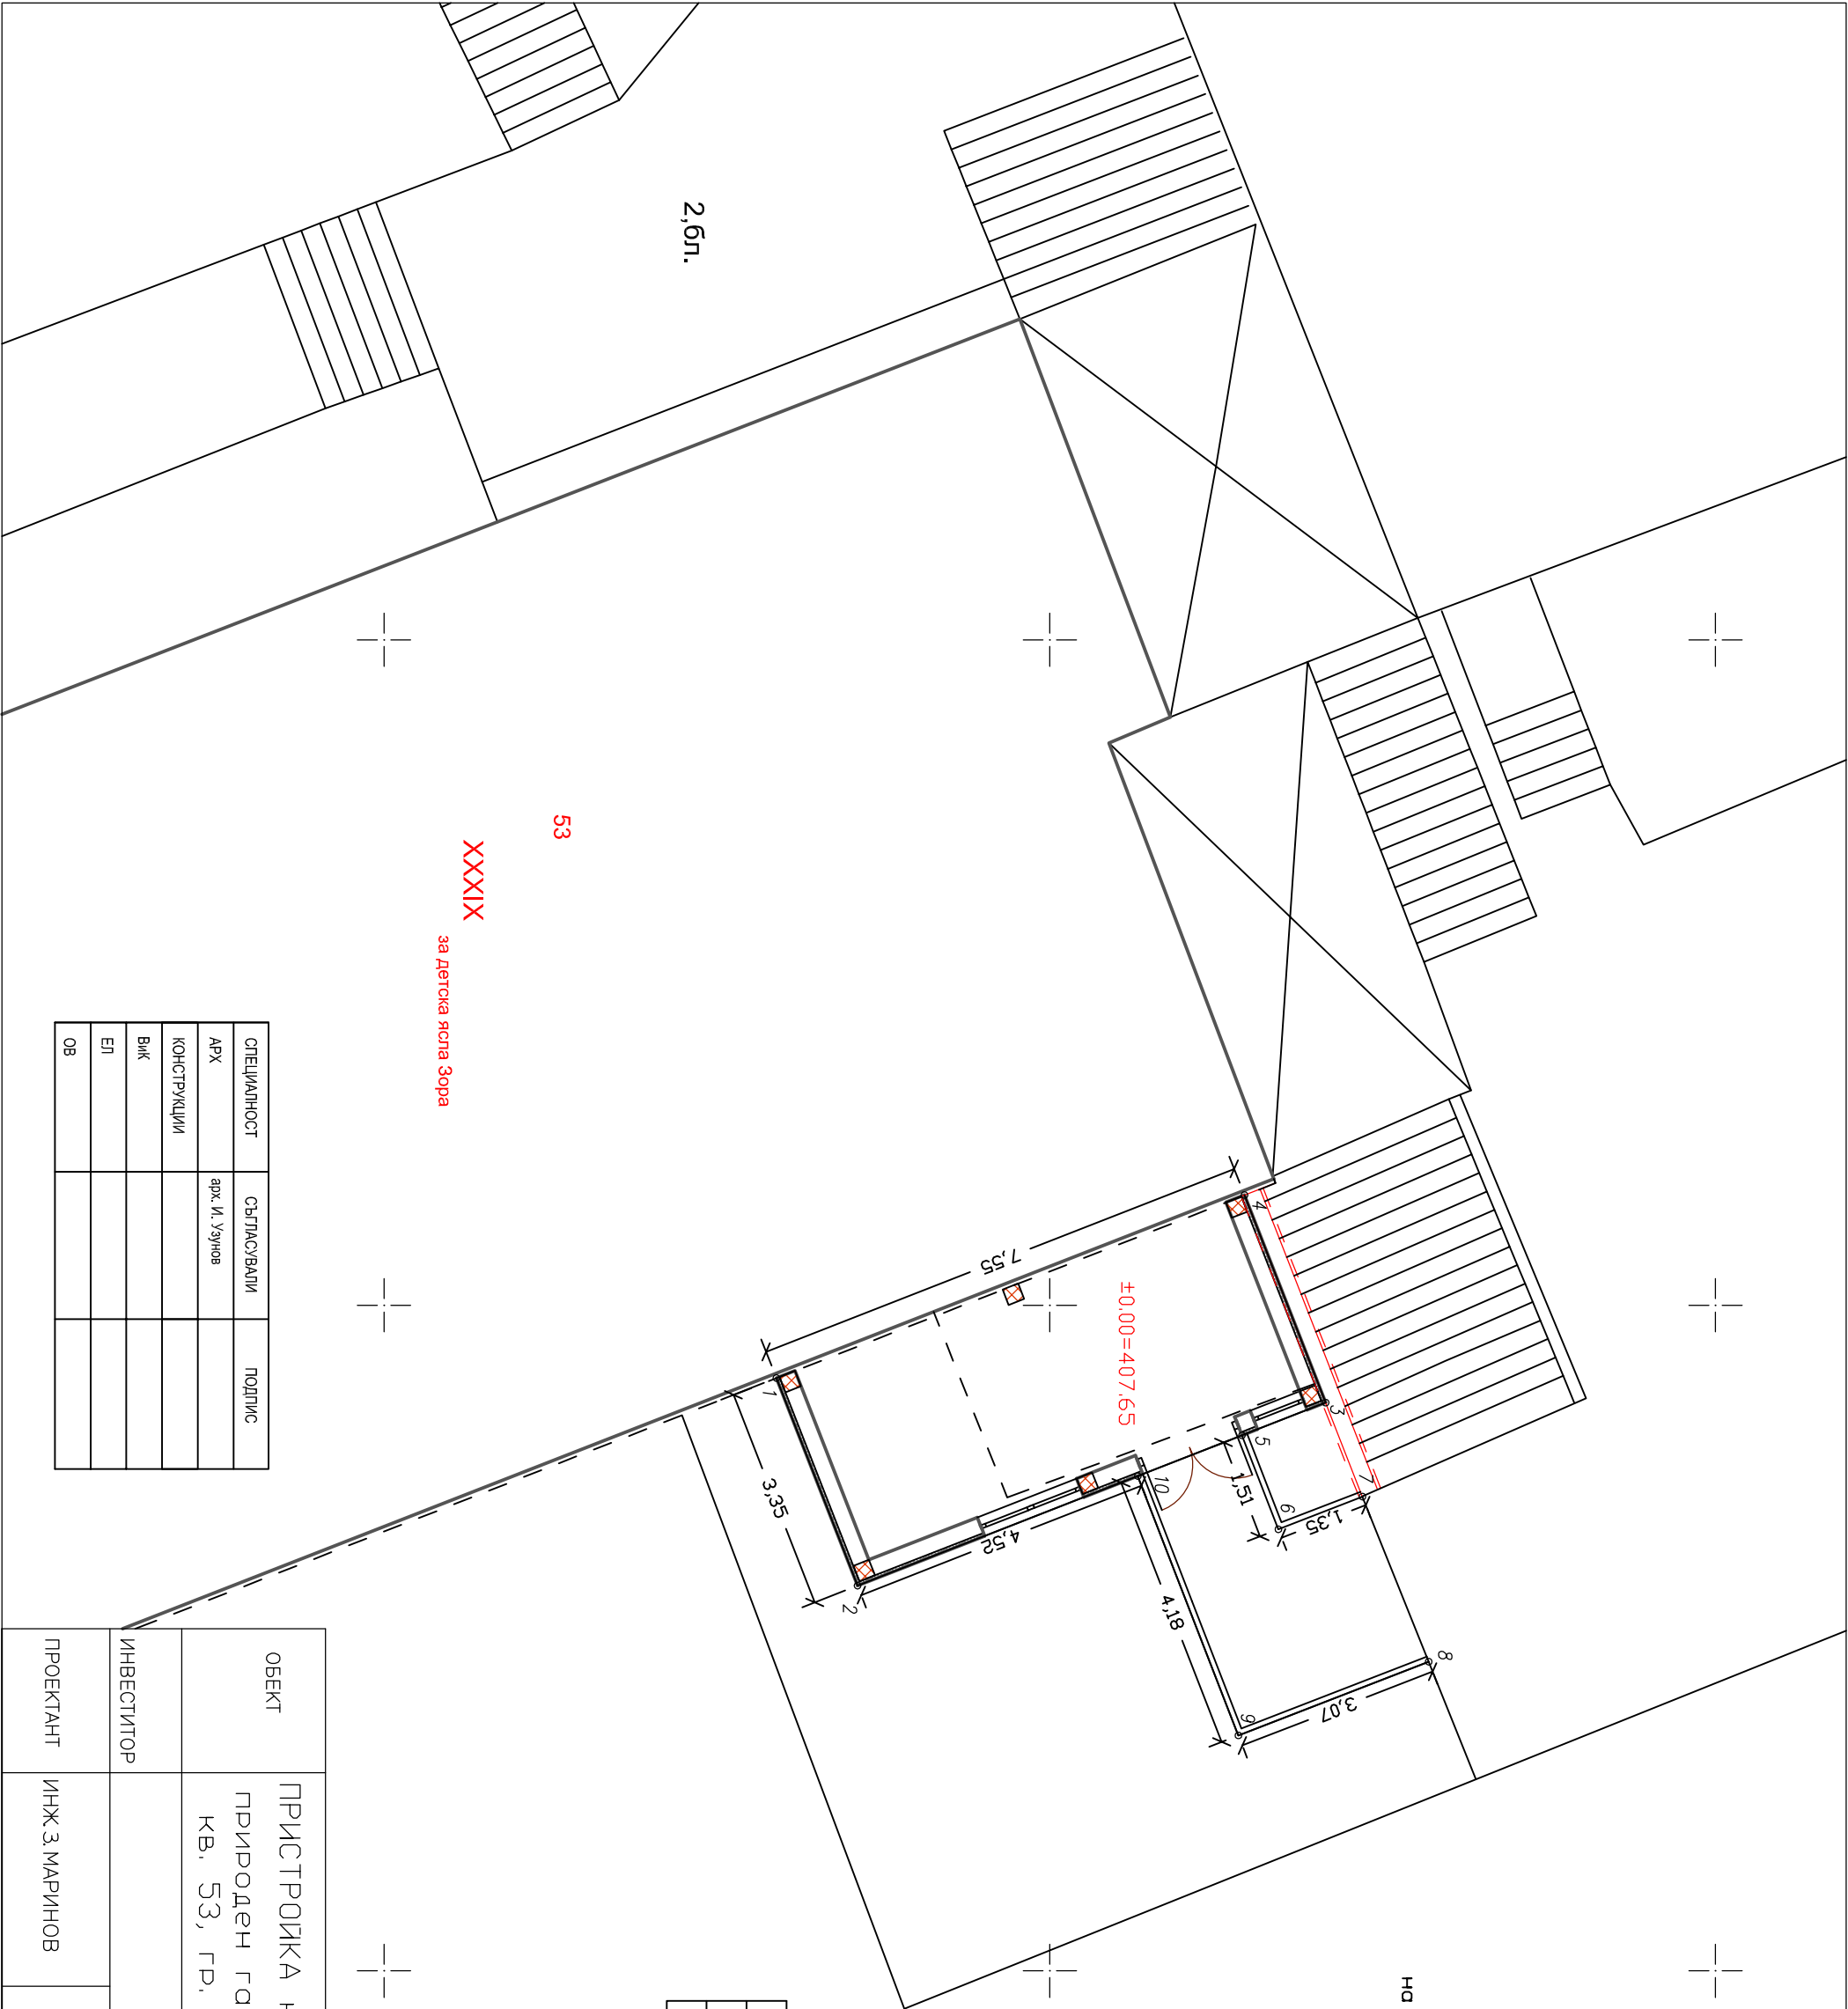 2,бл.
53
XXXIX
за детска ясла Зора
±0,00=407.65
7,55
3,35
4,52
4,18
3,07
1,51
1,35
1
2
3
4
5
6
7
8
9
10
СПЕЦИАЛНОСТ СЪГЛАСУВАЛИ ПОДПИС
АРХ арх. И. Узунов
КОНСТРУКЦИИ
ВиК
ЕЛ
ОВ
ОБЕКТ ПРИСТРОЙКА
природен га
кв. 53, гр.
ИНВЕСТИТОР
ПРОЕКТАНТ ИНЖ.З.МАРИНОВ
на